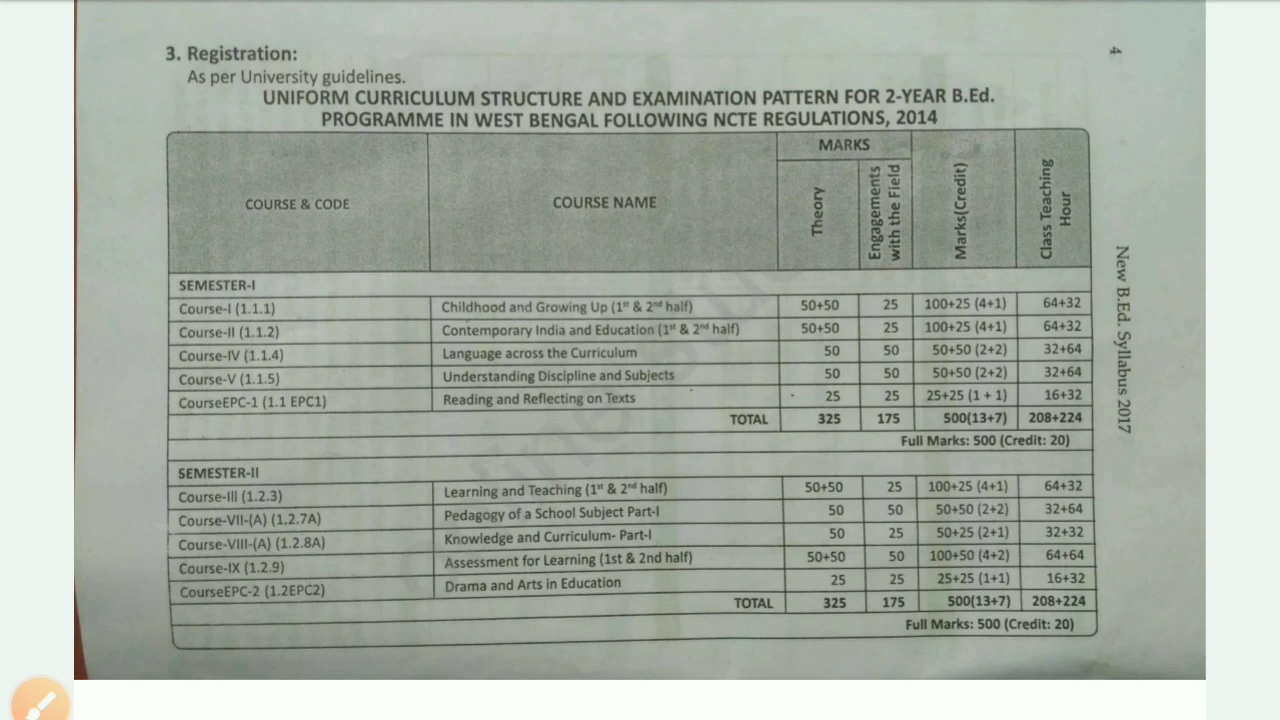 3. Registration:
As per University guidelines.
UNIFORM CURRICULUM STRUCTURE AND EXAMINATION PATTERN FOR 2-YEAR B.Ed.
PROGRAMME IN WEST BENGAL FOLLOWING NCTE REGULATIONS, 2014
COURSE & CODE COURSE NAME MARKS Theory Engagements with the Field Marks(Credit) Class Teaching Hour
SEMESTER-I
Course-I (1.1.1) Childhood and Growing Up (1st & 2nd half) 50+50 25 100+25 (4+1) 64+32
Course-II (1.1.2) Contemporary India and Education (1st & 2nd half) 50+50 25 100+25 (4+1) 64+32
Course-IV (1.1.4) Language across the Curriculum 50 50 50+50 (2+2) 32+64
Course-V (1.1.5) Understanding Discipline and Subjects 50 50 50+50 (2+2) 32+64
CourseEPC-1 (1.1 EPC1) Reading and Reflecting on Texts 25 25 25+25 (1 + 1) 16+32
TOTAL 325 175 500(13+7) 208+224
Full Marks: 500 (Credit: 20)
SEMESTER-II
Course-III (1.2.3) Learning and Teaching (1st & 2nd half) 50+50 25 100+25 (4+1) 64+32
Course-VII-(A) (1.2.7A) Pedagogy of a School Subject Part-I 50 50 50+50 (2+2) 32+64
Course-VIII-(A) (1.2.8A) Knowledge and Curriculum- Part-I 50 25 50+25 (2+1) 32+32
Course-IX (1.2.9) Assessment for Learning (1st & 2nd half) 50+50 50 100+50 (4+2) 64+64
CourseEPC-2 (1.2EPC2) Drama and Arts in Education 25 25 25+25 (1+1) 16+32
TOTAL 325 175 500(13+7) 208+224
Full Marks: 500 (Credit: 20)
4
New B.Ed. Syllabus 2017